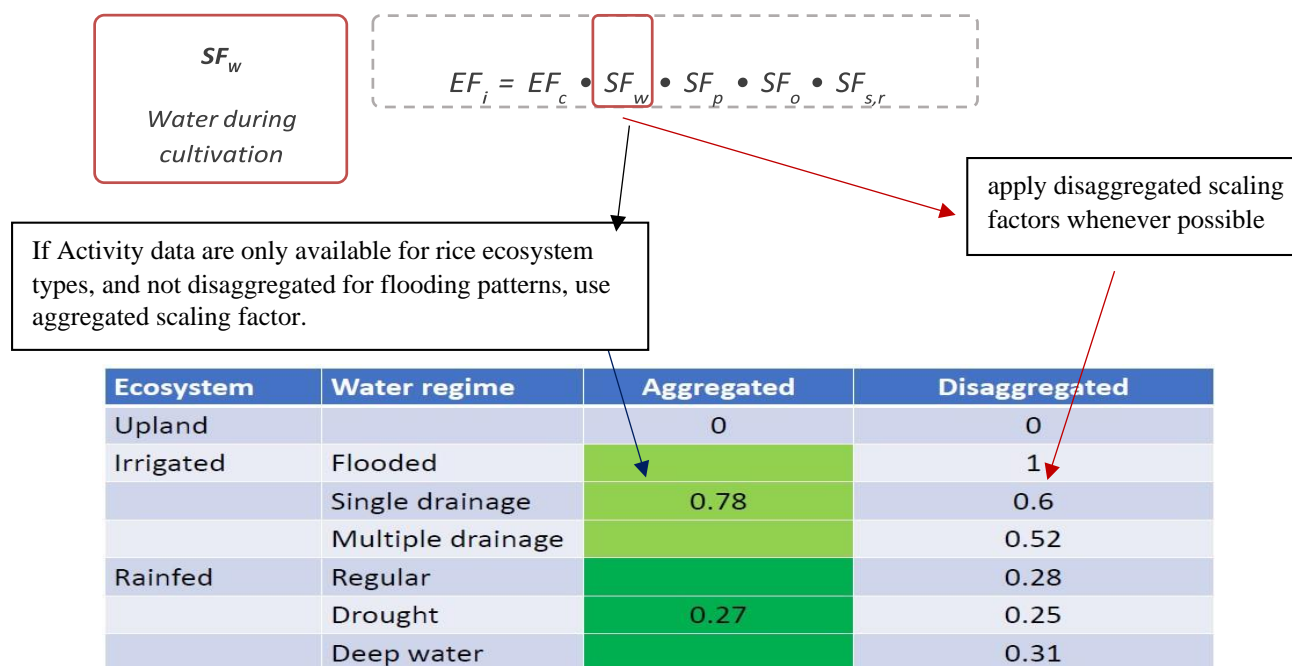 SFw
Water during
cultivation
EFi = EFc • SFw • SFp • SFo • SFs,r
apply disaggregated scaling
factors whenever possible
If Activity data are only available for rice ecosystem
types, and not disaggregated for flooding patterns, use
aggregated scaling factor.
Ecosystem Water regime Aggregated Disaggregated
Upland 0 0
Irrigated Flooded 1
Single drainage 0.78 0.6
Multiple drainage 0.52
Rainfed Regular 0.28
Drought 0.27 0.25
Deep water 0.31